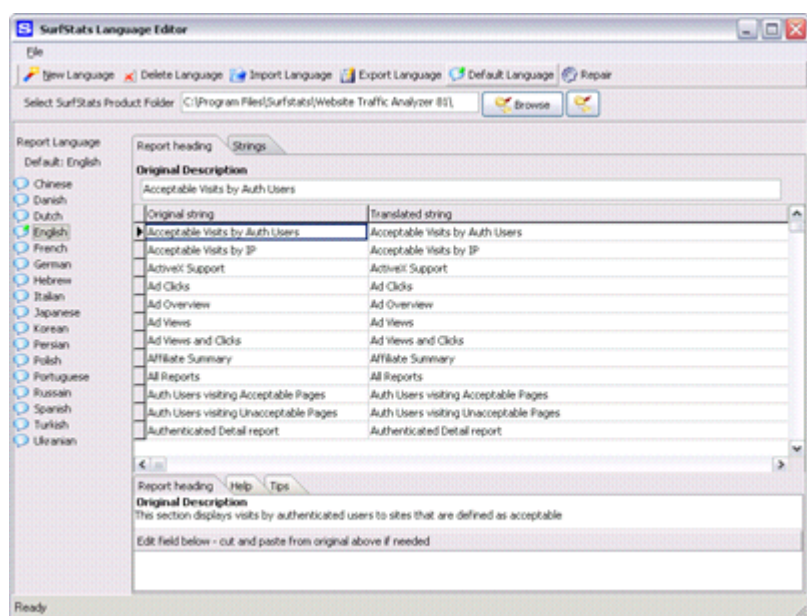 SurfStats Language Editor
File
New Language Delete Language Import Language Export Language Default Language Repair
Select SurfStats Product Folder C:\Program Files\Surfstats\Website Traffic Analyzer 81\ Browse
Report Language
Default: English
Chinese
Danish
Dutch
English
French
German
Hebrew
Italian
Japanese
Korean
Persian
Polish
Portuguese
Russain
Spanish
Turkish
Ukranian
Report heading Strings
Original Description
Acceptable Visits by Auth Users
Original string Translated string
Acceptable Visits by Auth Users Acceptable Visits by Auth Users
Acceptable Visits by IP Acceptable Visits by IP
ActiveX Support ActiveX Support
Ad Clicks Ad Clicks
Ad Overview Ad Overview
Ad Views Ad Views
Ad Views and Clicks Ad Views and Clicks
Affiliate Summary Affiliate Summary
All Reports All Reports
Auth Users visiting Acceptable Pages Auth Users visiting Acceptable Pages
Auth Users visiting Unacceptable Pages Auth Users visiting Unacceptable Pages
Authenticated Detail report Authenticated Detail report
Report heading Help Tips
Original Description
This section displays visits by authenticated users to sites that are defined as acceptable
Edit field below - cut and paste from original above if needed
Ready